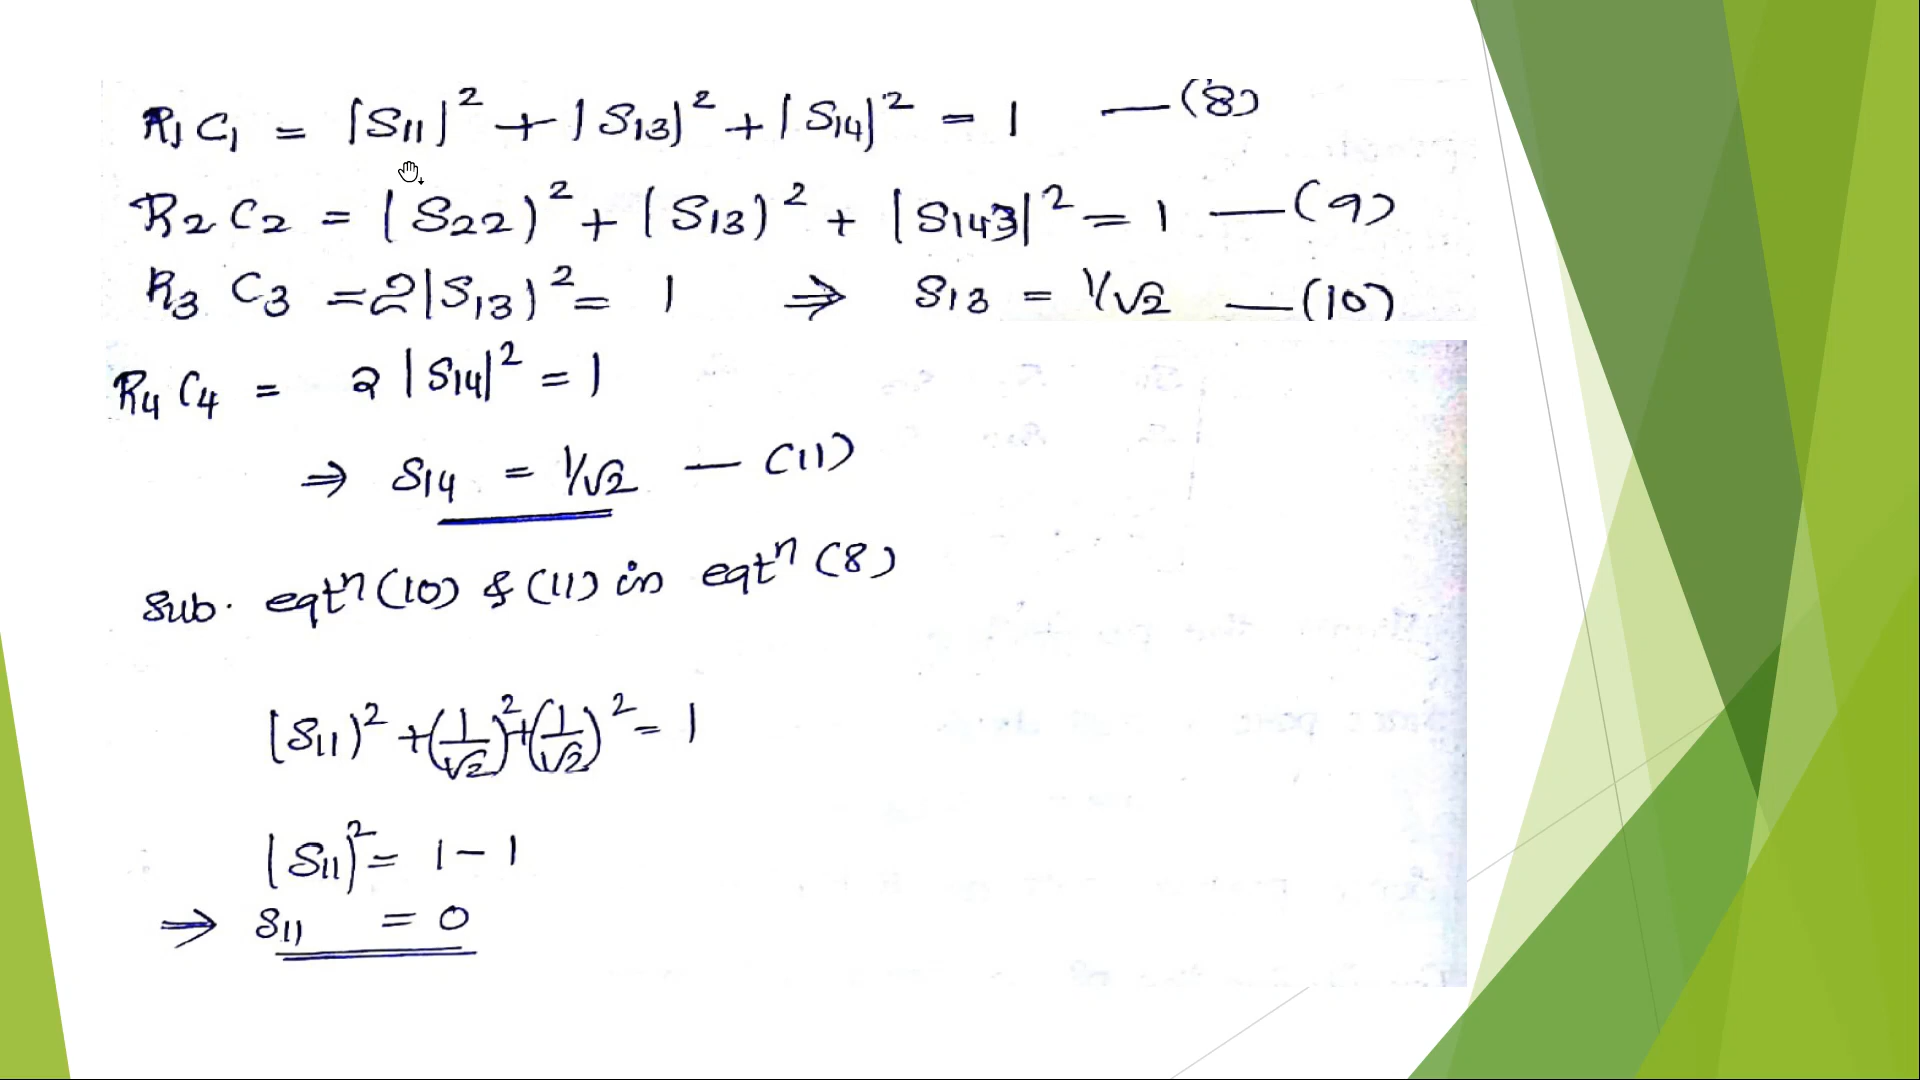 R₁ C₁ = |S₁₁|² + |S₁₃|² + |S₁₄|² = 1 —(8)
R₂ C₂ = |S₂₂|² + |S₁₃|² + |S₁₄₃|² = 1 —(9)
R₃ C₃ = 2|S₁₃|² = 1 ⇒ S₁₃ = 1/√2 —(10)
R₄ C₄ = 2 |S₁₄|² = 1
⇒ S₁₄ = 1/√2 — (11)
Sub. eqtⁿ (10) & (11) in eqtⁿ (8)
|S₁₁|² + (1/√2)² + (1/√2)² = 1
|S₁₁|² = 1 - 1
⇒ S₁₁ = 0